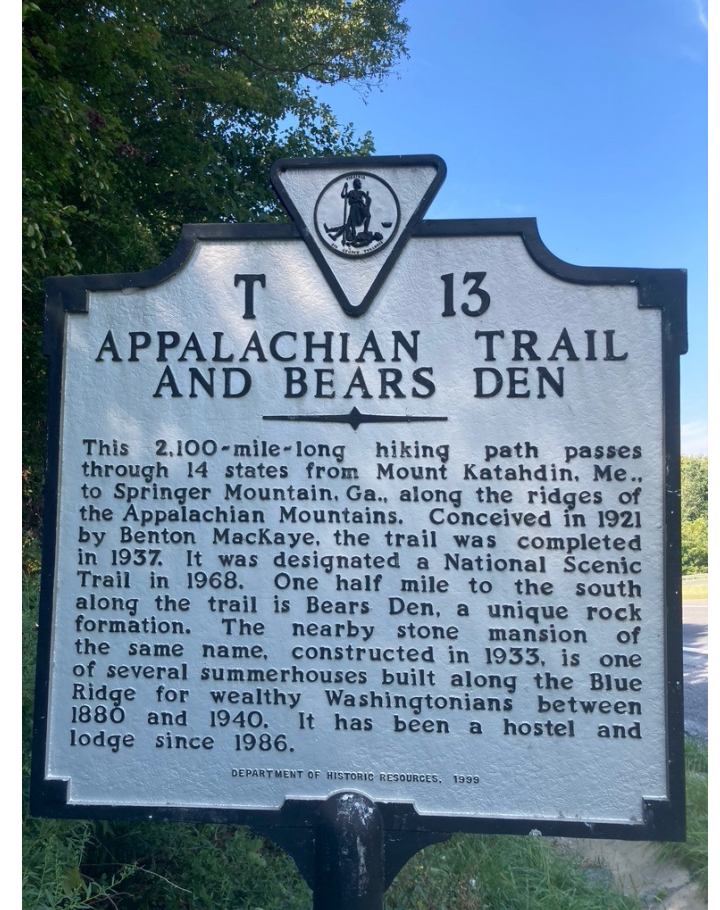 VIRGINIA
T 13
APPALACHIAN TRAIL
AND BEARS DEN
This 2,100-mile-long hiking path passes
through 14 states from Mount Katahdin, Me.,
to Springer Mountain, Ga., along the ridges of
the Appalachian Mountains. Conceived in 1921
by Benton MacKaye, the trail was completed
in 1937. It was designated a National Scenic
Trail in 1968. One half mile to the south
along the trail is Bears Den, a unique rock
formation. The nearby stone mansion of
the same name, constructed in 1933, is one
of several summerhouses built along the Blue
Ridge for wealthy Washingtonians between
1880 and 1940. It has been a hostel and
lodge since 1986.
DEPARTMENT OF HISTORIC RESOURCES, 1999